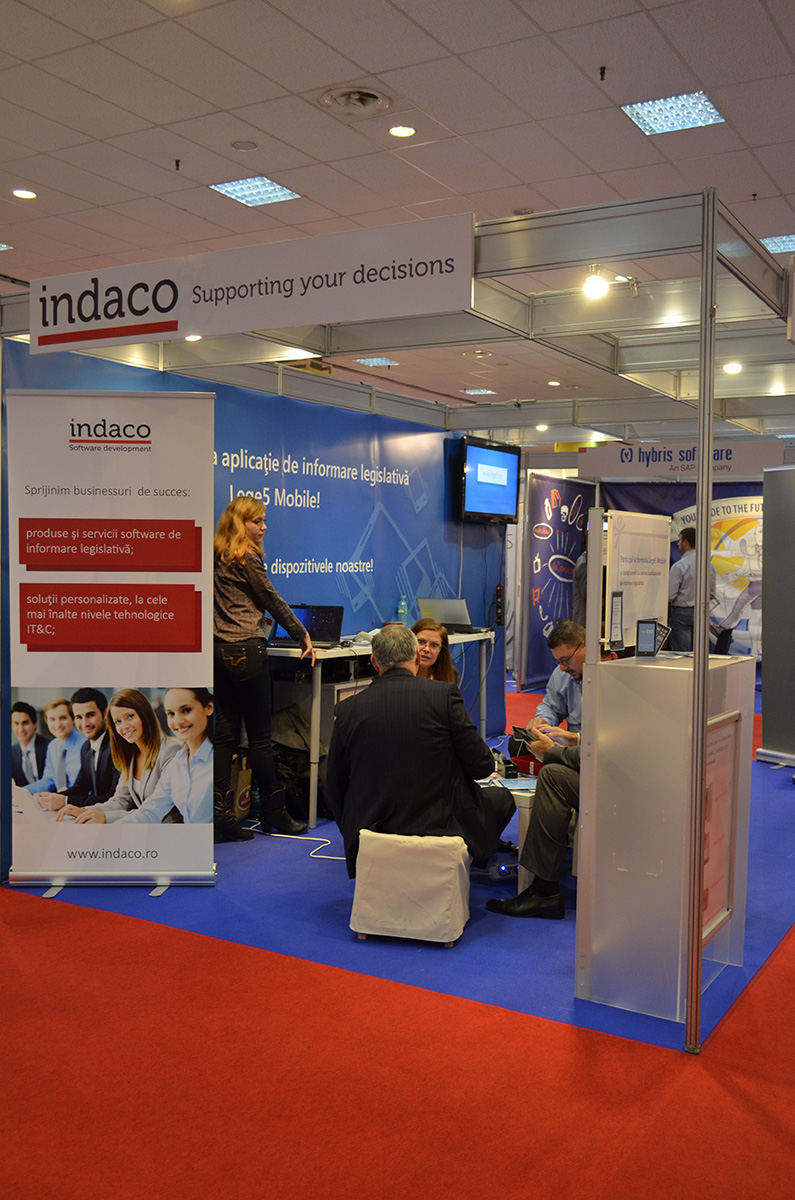 indaco Supporting your decisions
indaco
Software development
Sprijinim businessuri de succes:
produse și servicii software de
informare legislativă;
soluții personalizate, la cele
mai înalte nivele tehnologice
IT&C;
www.indaco.ro
aplicație de informare legislativă
Lege5 Mobile!
dispozitivele noastre!
hybris software
An SAP Company
TO THE